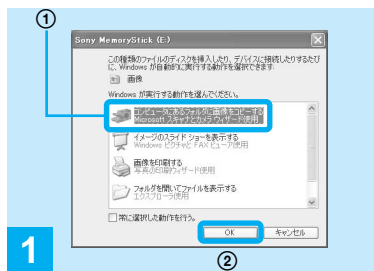 ①
Sony MemoryStick (E:)
この種類のファイルのディスクを挿入したり、デバイスに接続したりするたび
に、Windows が自動的に実行する動作を選択できます:
画像
Windows が実行する動作を選んでください。
コンピュータにあるフォルダに画像をコピーする
Microsoft スキャナとカメラ ウィザード使用
イメージのスライド ショーを表示する
Windows ピクチャと FAX ビューア使用
画像を印刷する
写真の印刷ウィザード使用
フォルダを開いてファイルを表示する
エクスプローラ使用
常に選択した動作を行う。
OK
キャンセル
1
②